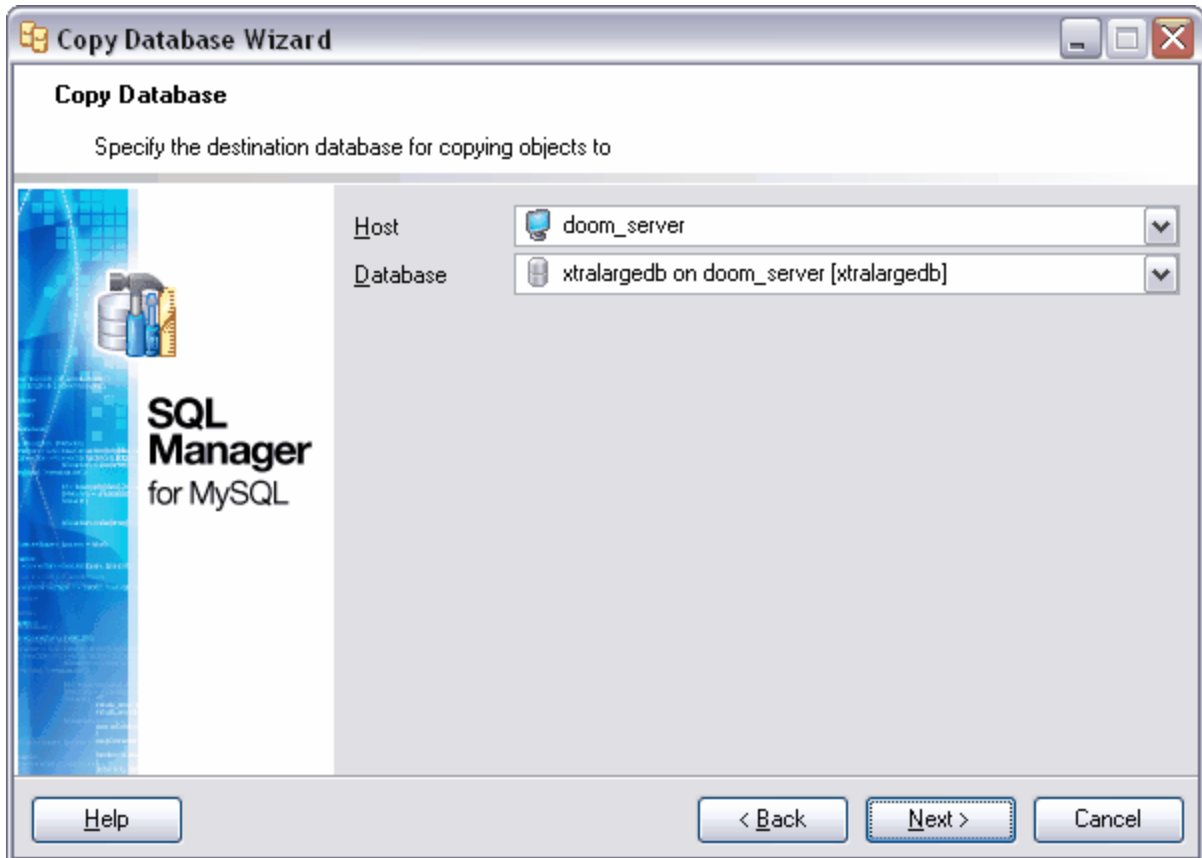 Copy Database Wizard
Copy Database
Specify the destination database for copying objects to
Host
doom_server
Database
xtralargedb on doom_server [xtralargedb]
SQL
Manager
for MySQL
Help
< Back
Next >
Cancel